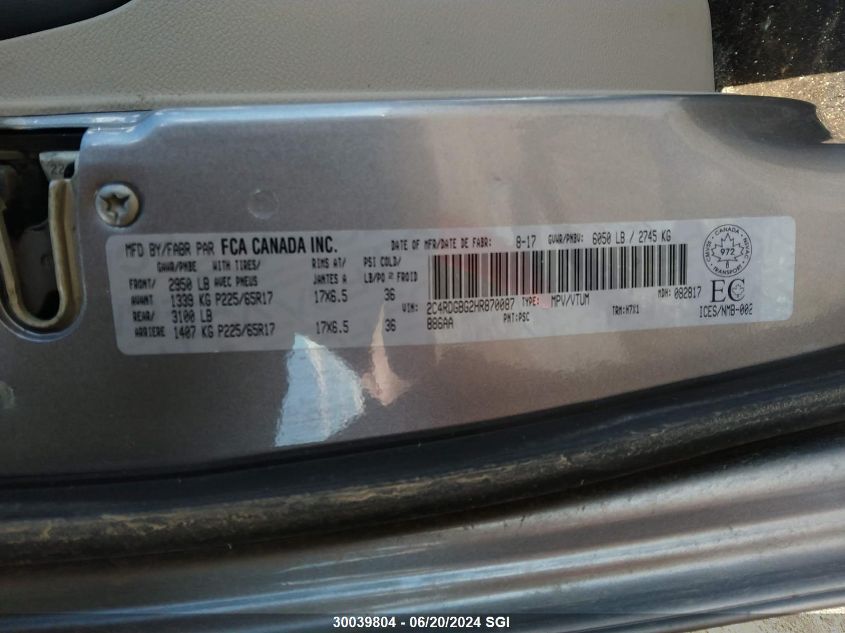 MFD BY/FABR PAR FCA CANADA INC. DATE OF MFR/DATE DE FABR: 8-17 GVWR/PNBV: 6050 LB / 2745 KG
GAWR/PNBE WITH TIRES/ RIMS AT/ PSI COLD/
FRONT/ 2950 LB AVEC PNEUS JANTES A LB/PO² FROID
AVANT 1339 KG P225/65R17 17X6.5 36
REAR/ 3100 LB
ARRIERE 1407 KG P225/65R17 17X6.5 36
VIN: 2C4RDGBG2HR870087 TYPE: MPV/VTUM MDH: 082817
886AA PNT:PSC TRM:H7X1
CANADA
972
TRANSPORT
CMVSS
NSVAC
EC
ICES/NMB-002
22
30039804 - 06/20/2024 SGI